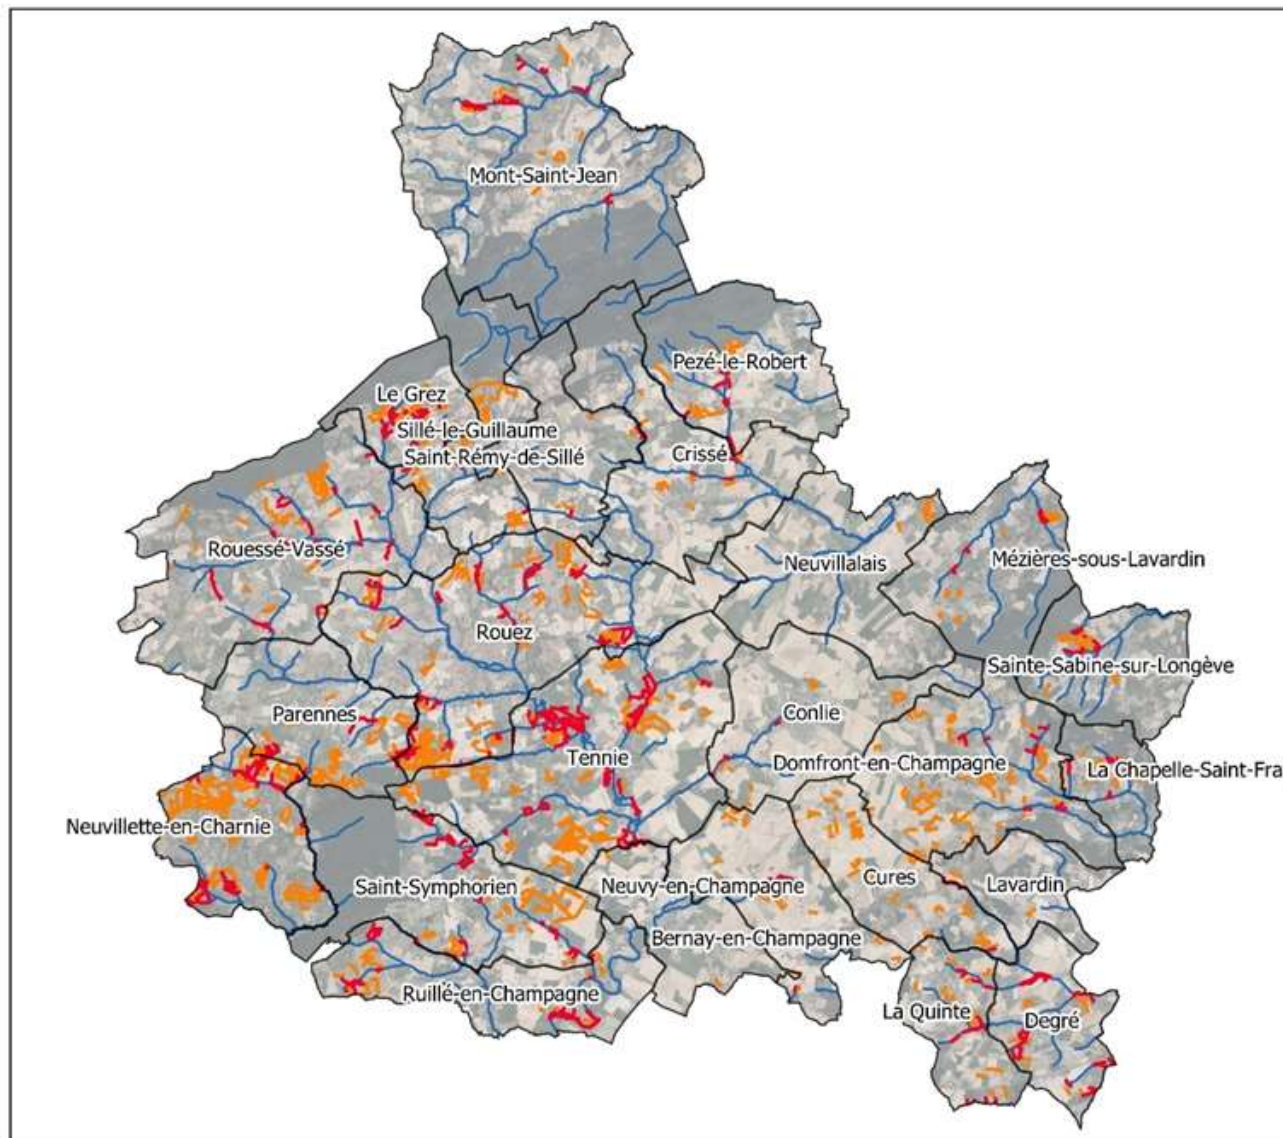 Mont-Saint-Jean
Pezé-le-Robert
Le Grez
Sillé-le-Guillaume
Saint-Rémy-de-Sillé
Crissé
Rouessé-Vassé
Neuvillalais
Mézières-sous-Lavardin
Rouez
Sainte-Sabine-sur-Longève
Parennes
Conlie
Tennie
Domfront-en-Champagne
La Chapelle-Saint-Fra
Neuvillette-en-Charnie
Saint-Symphorien
Neuvy-en-Champagne
Cures
Lavardin
Bernay-en-Champagne
Ruillé-en-Champagne
La Quinte
Degré